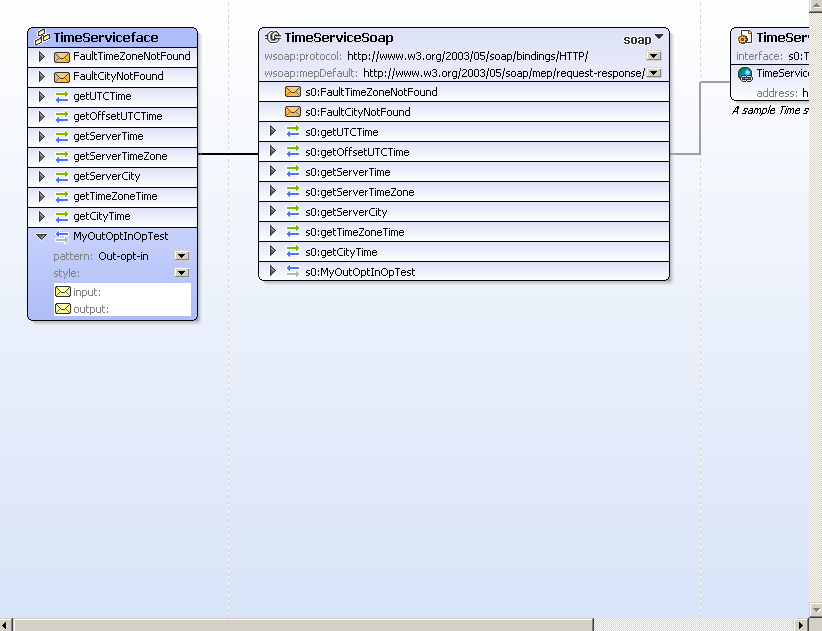 TimeServiceface
FaultTimeZoneNotFound
FaultCityNotFound
getUTCTime
getOffsetUTCTime
getServerTime
getServerTimeZone
getServerCity
getTimeZoneTime
getCityTime
MyOutOptInOpTest
pattern: Out-opt-in
style:
input:
output:
TimeServiceSoap soap
wsoap:protocol: http://www.w3.org/2003/05/soap/bindings/HTTP/
wsoap:mepDefault: http://www.w3.org/2003/05/soap/mep/request-response/
s0:FaultTimeZoneNotFound
s0:FaultCityNotFound
s0:getUTCTime
s0:getOffsetUTCTime
s0:getServerTime
s0:getServerTimeZone
s0:getServerCity
s0:getTimeZoneTime
s0:getCityTime
s0:MyOutOptInOpTest
TimeSer
interface: s0:T
TimeService
address: h
A sample Time s